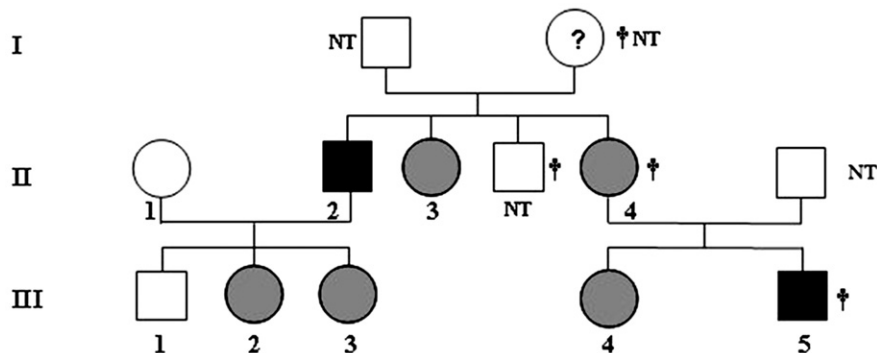 I NT ? † NT
II NT † † NT
1 2 3 4
III †
1 2 3 4 5